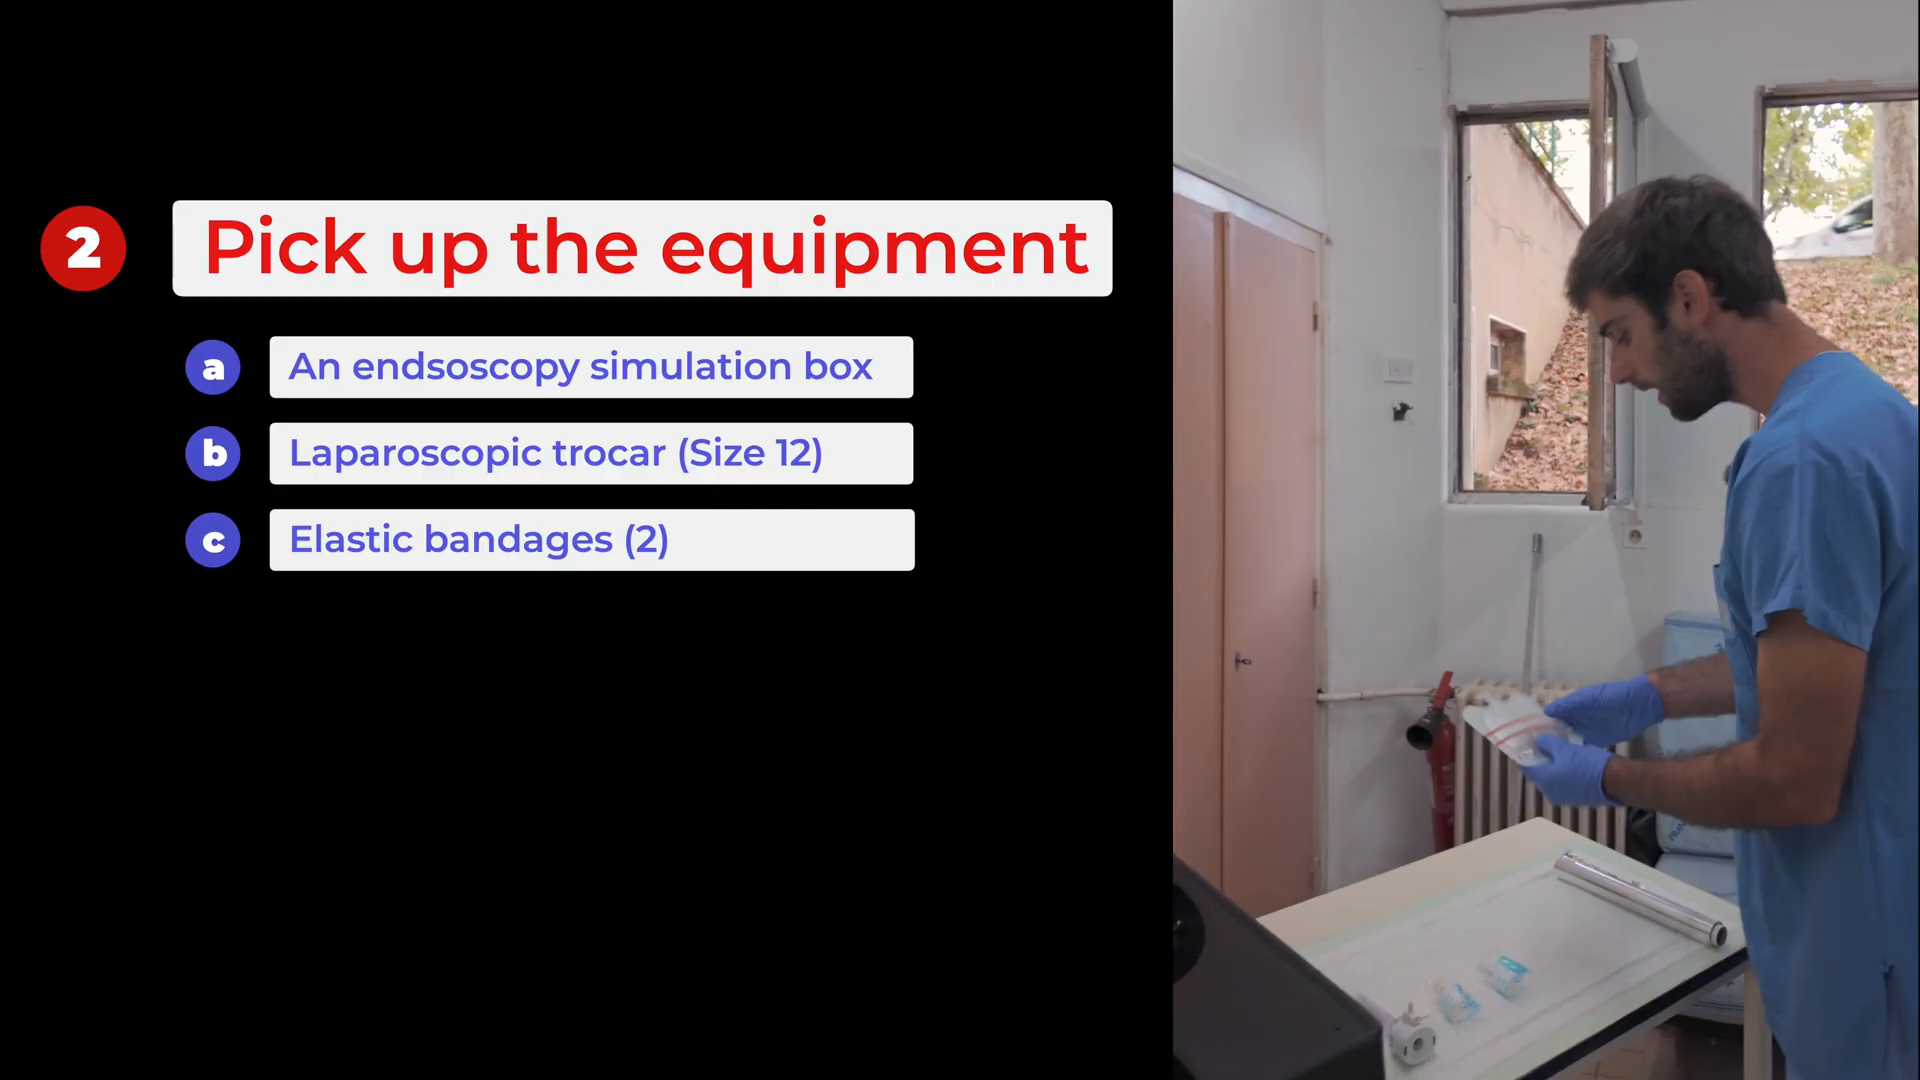 2 Pick up the equipment
a An endsoscopy simulation box
b Laparoscopic trocar (Size 12)
c Elastic bandages (2)